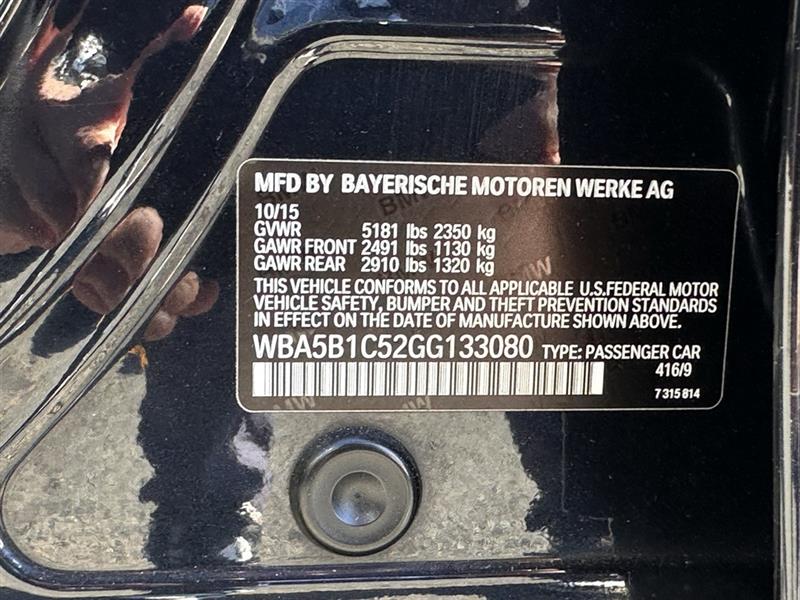 MFD BY BAYERISCHE MOTOREN WERKE AG
10/15
GVWR 5181 lbs 2350 kg
GAWR FRONT 2491 lbs 1130 kg
GAWR REAR 2910 lbs 1320 kg
THIS VEHICLE CONFORMS TO ALL APPLICABLE U.S.FEDERAL MOTOR
VEHICLE SAFETY, BUMPER AND THEFT PREVENTION STANDARDS
IN EFFECT ON THE DATE OF MANUFACTURE SHOWN ABOVE.
WBA5B1C52GG133080 TYPE: PASSENGER CAR
416/9
7 315 814